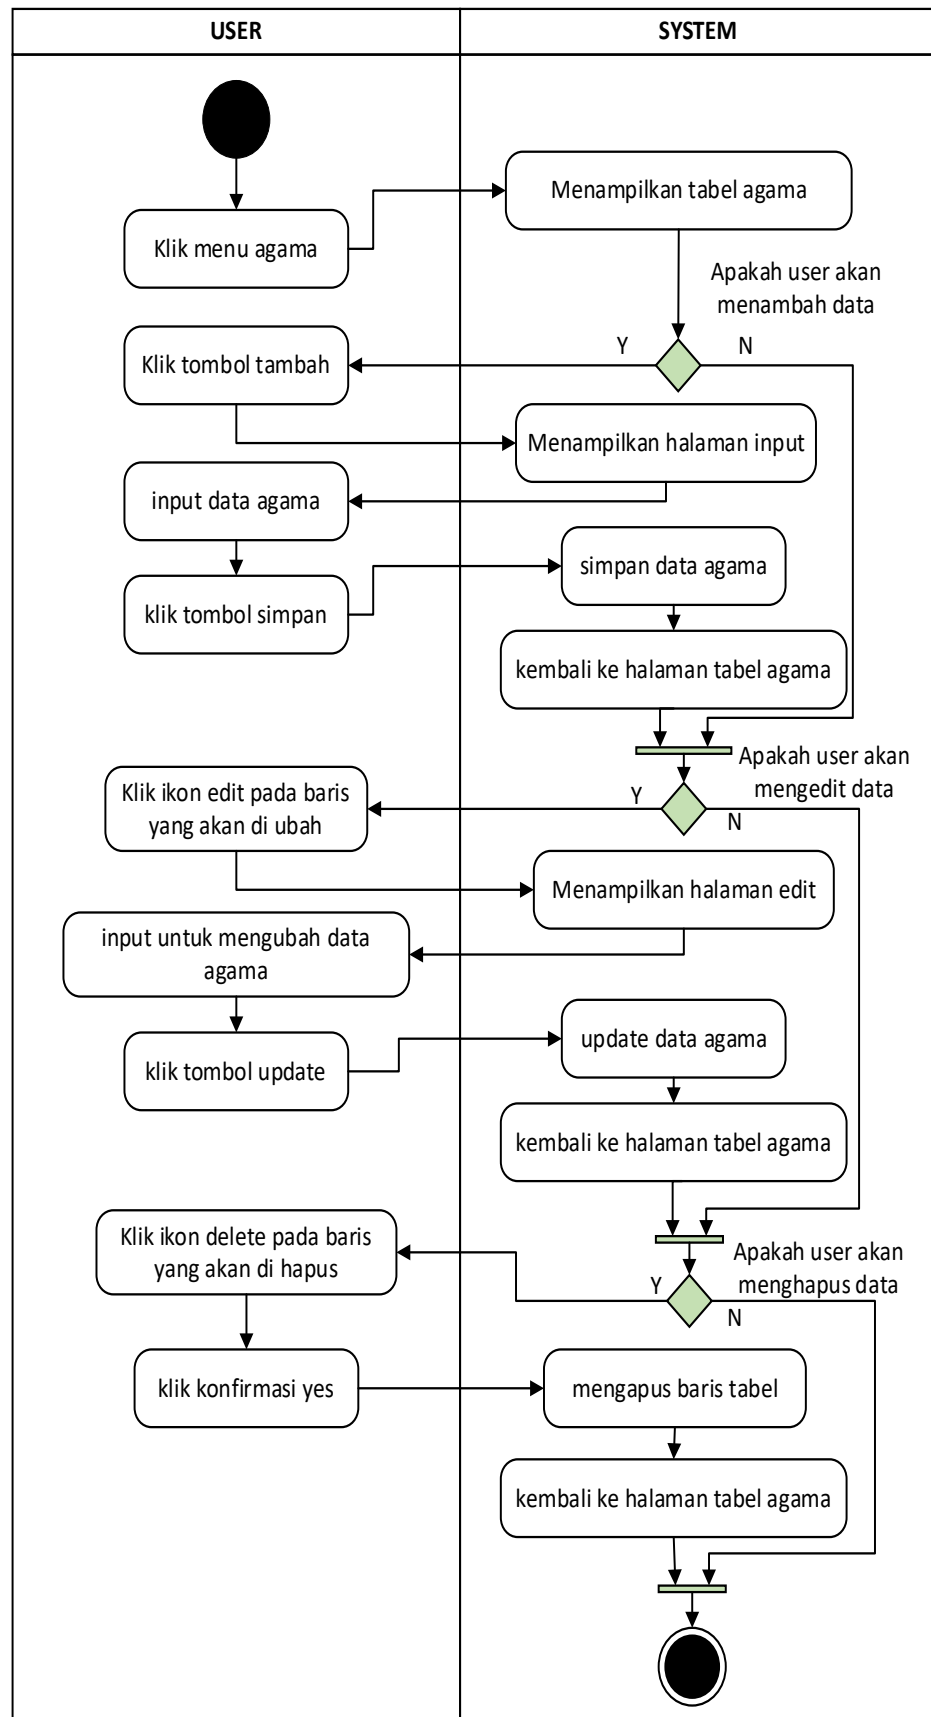 USER
SYSTEM
Menampilkan tabel agama
Klik menu agama
Apakah user akan
menambah data
Y
N
Klik tombol tambah
Menampilkan halaman input
input data agama
simpan data agama
klik tombol simpan
kembali ke halaman tabel agama
Apakah user akan
mengedit data
Klik ikon edit pada baris
yang akan di ubah
Y
N
Menampilkan halaman edit
input untuk mengubah data
agama
update data agama
klik tombol update
kembali ke halaman tabel agama
Klik ikon delete pada baris
yang akan di hapus
Apakah user akan
menghapus data
Y
N
klik konfirmasi yes
mengapus baris tabel
kembali ke halaman tabel agama